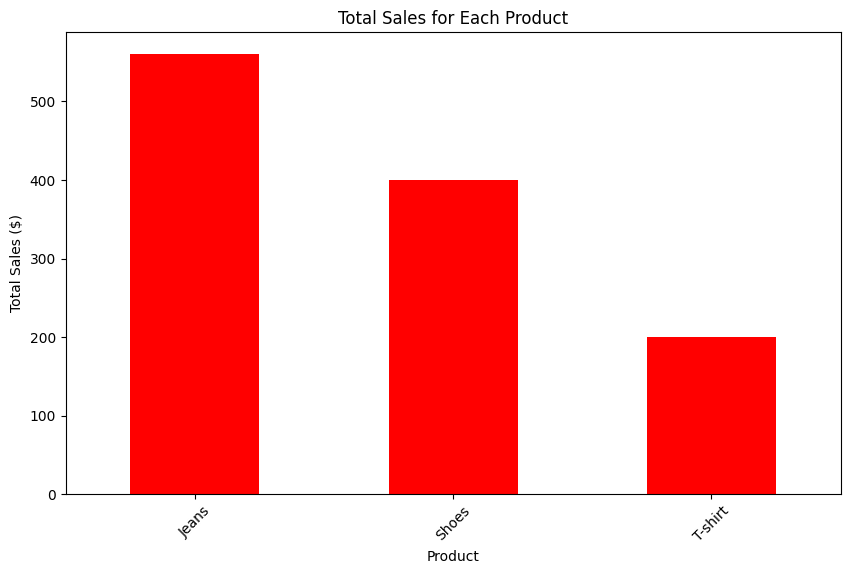 Total Sales for Each Product
Total Sales ($)
500
400
300
200
100
0
Jeans
Shoes
T-shirt
Product